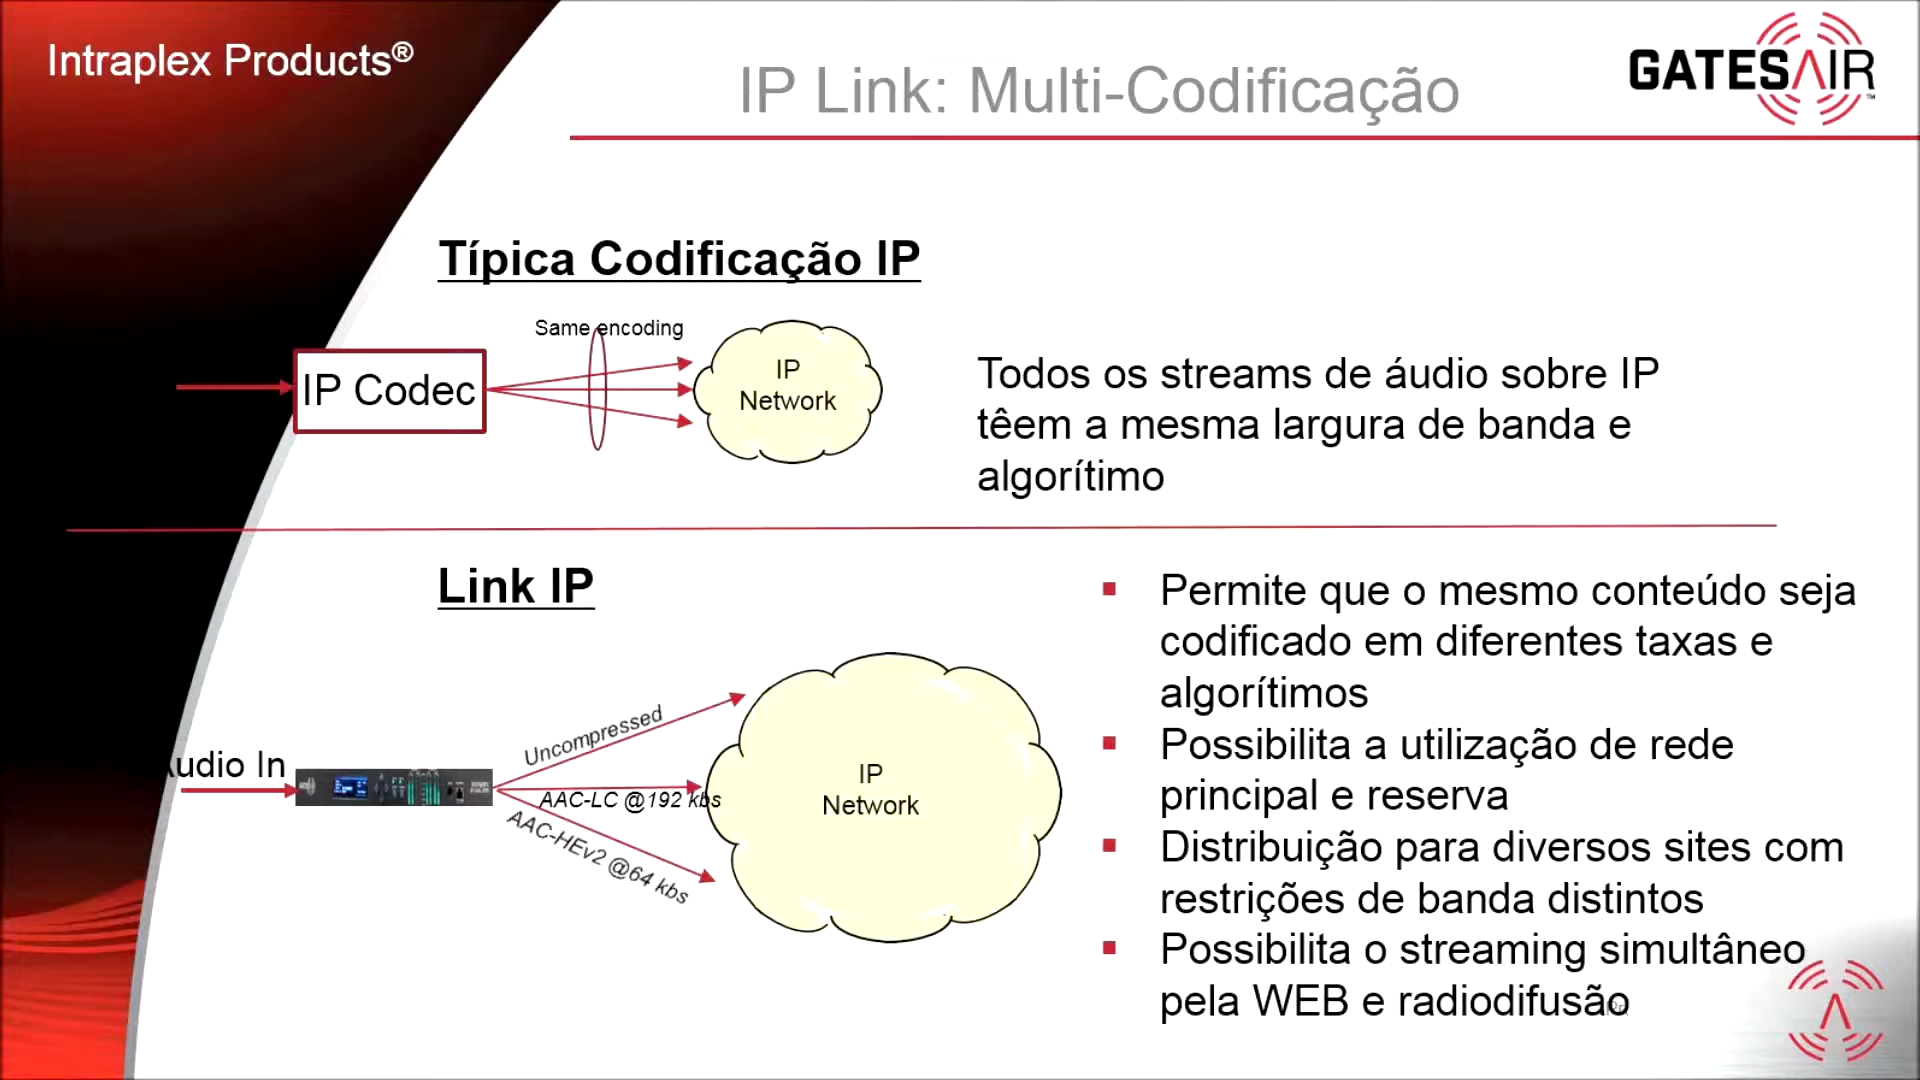 Intraplex Products®
IP Link: Multi-Codificação
GATESAIR™
Típica Codificação IP
Same encoding
IP Codec
IP
Network
Todos os streams de áudio sobre IP
têem a mesma largura de banda e
algorítimo
Link IP
Permite que o mesmo conteúdo seja
codificado em diferentes taxas e
algorítimos
Possibilita a utilização de rede
principal e reserva
Distribuição para diversos sites com
restrições de banda distintos
Possibilita o streaming simultâneo
pela WEB e radiodifusão
udio In
Uncompressed
AAC-LC @192 kbs
AAC-HEv2 @64 kbs
IP
Network